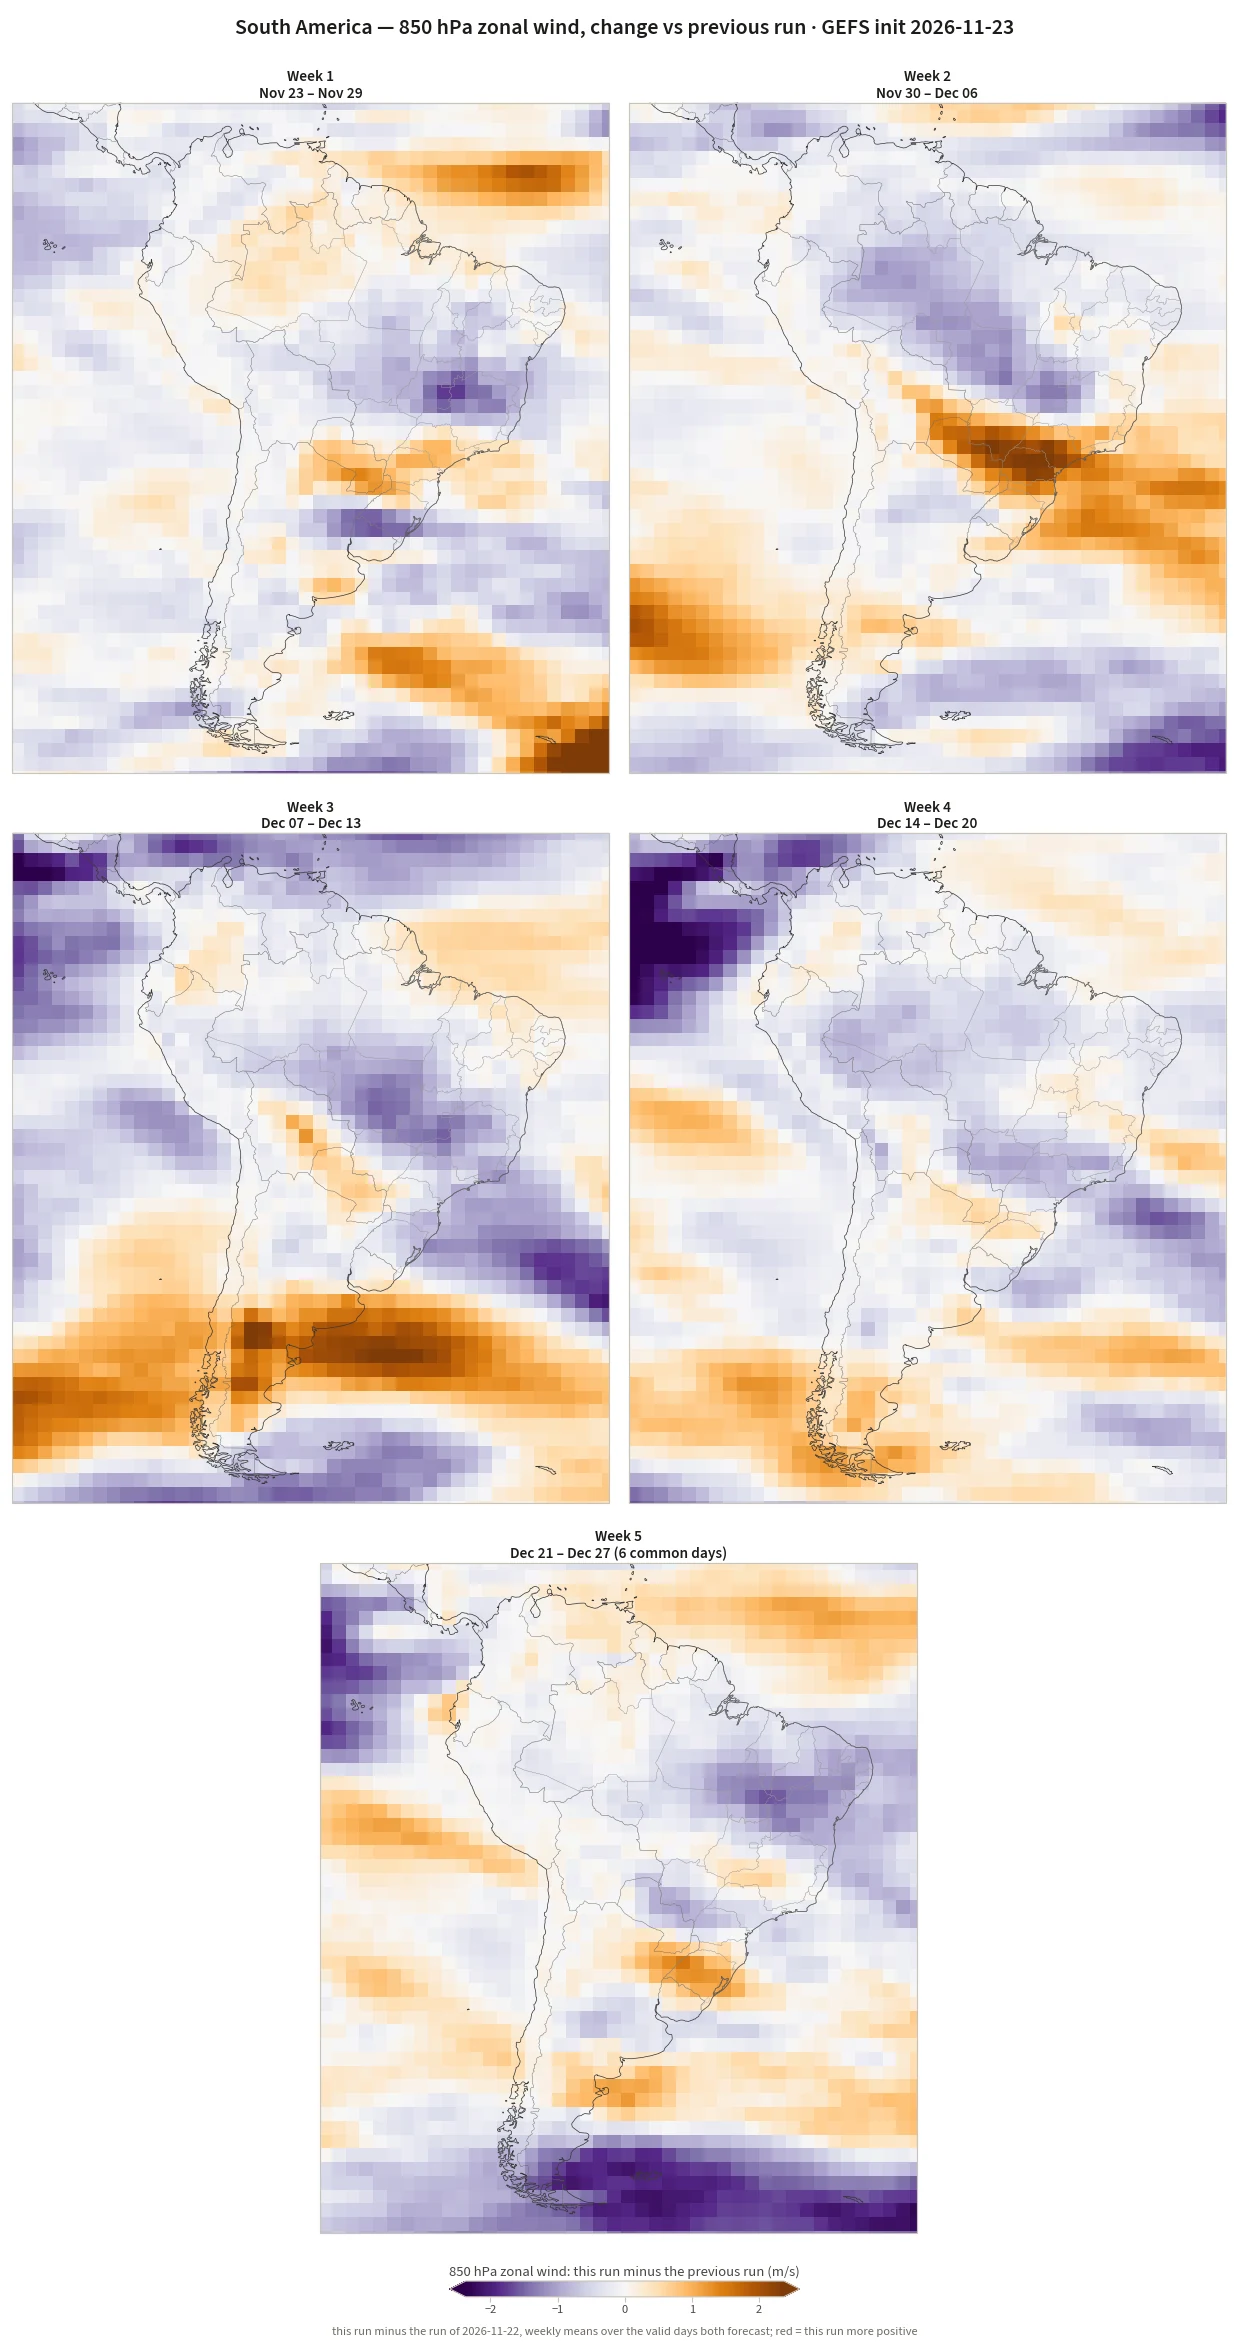 South America — 850 hPa zonal wind, change vs previous run · GEFS init 2026-11-23
Week 1
Nov 23 – Nov 29
Week 2
Nov 30 – Dec 06
Week 3
Dec 07 – Dec 13
Week 4
Dec 14 – Dec 20
Week 5
Dec 21 – Dec 27 (6 common days)
850 hPa zonal wind: this run minus the previous run (m/s)
−2 −1 0 1 2
this run minus the run of 2026-11-22, weekly means over the valid days both forecast; red = this run more positive